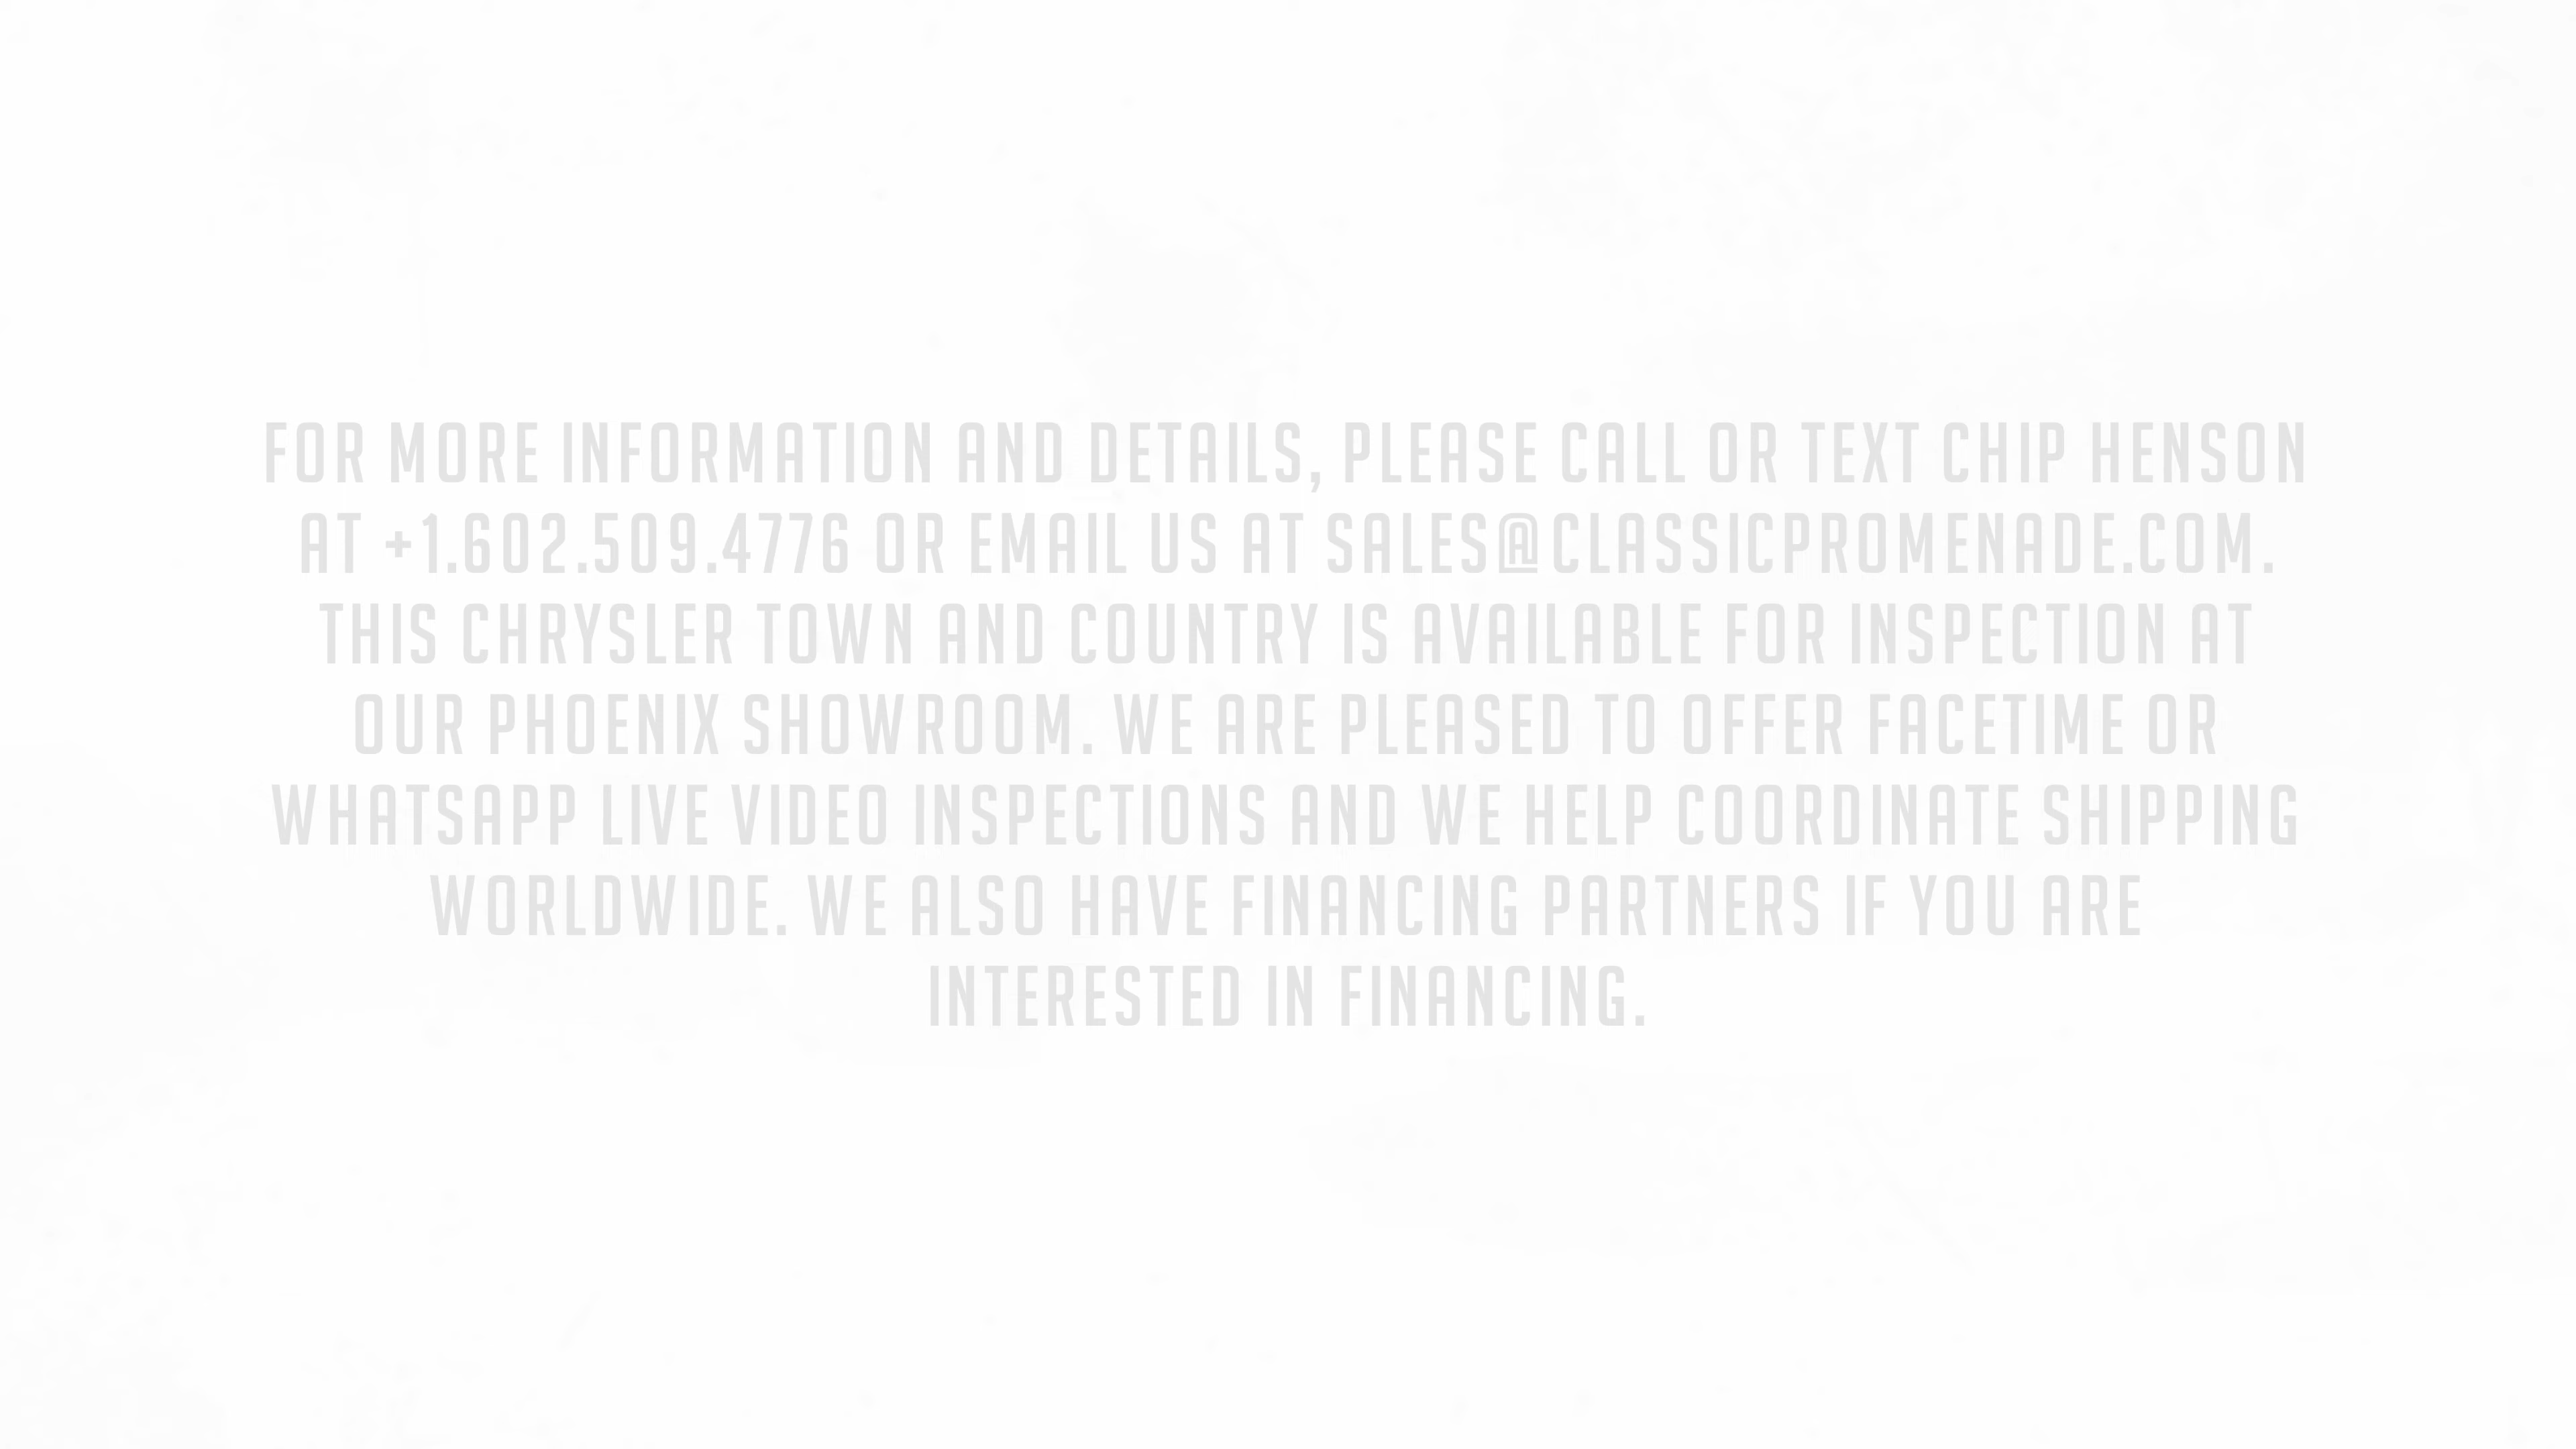 FOR MORE INFORMATION AND DETAILS, PLEASE CALL OR TEXT CHIP HENSON
AT +1.602.509.4776 OR EMAIL US AT SALES@CLASSICPROMENADE.COM.
THIS CHRYSLER TOWN AND COUNTRY IS AVAILABLE FOR INSPECTION AT
OUR PHOENIX SHOWROOM. WE ARE PLEASED TO OFFER FACETIME OR
WHATSAPP LIVE VIDEO INSPECTIONS AND WE HELP COORDINATE SHIPPING
WORLDWIDE. WE ALSO HAVE FINANCING PARTNERS IF YOU ARE
INTERESTED IN FINANCING.